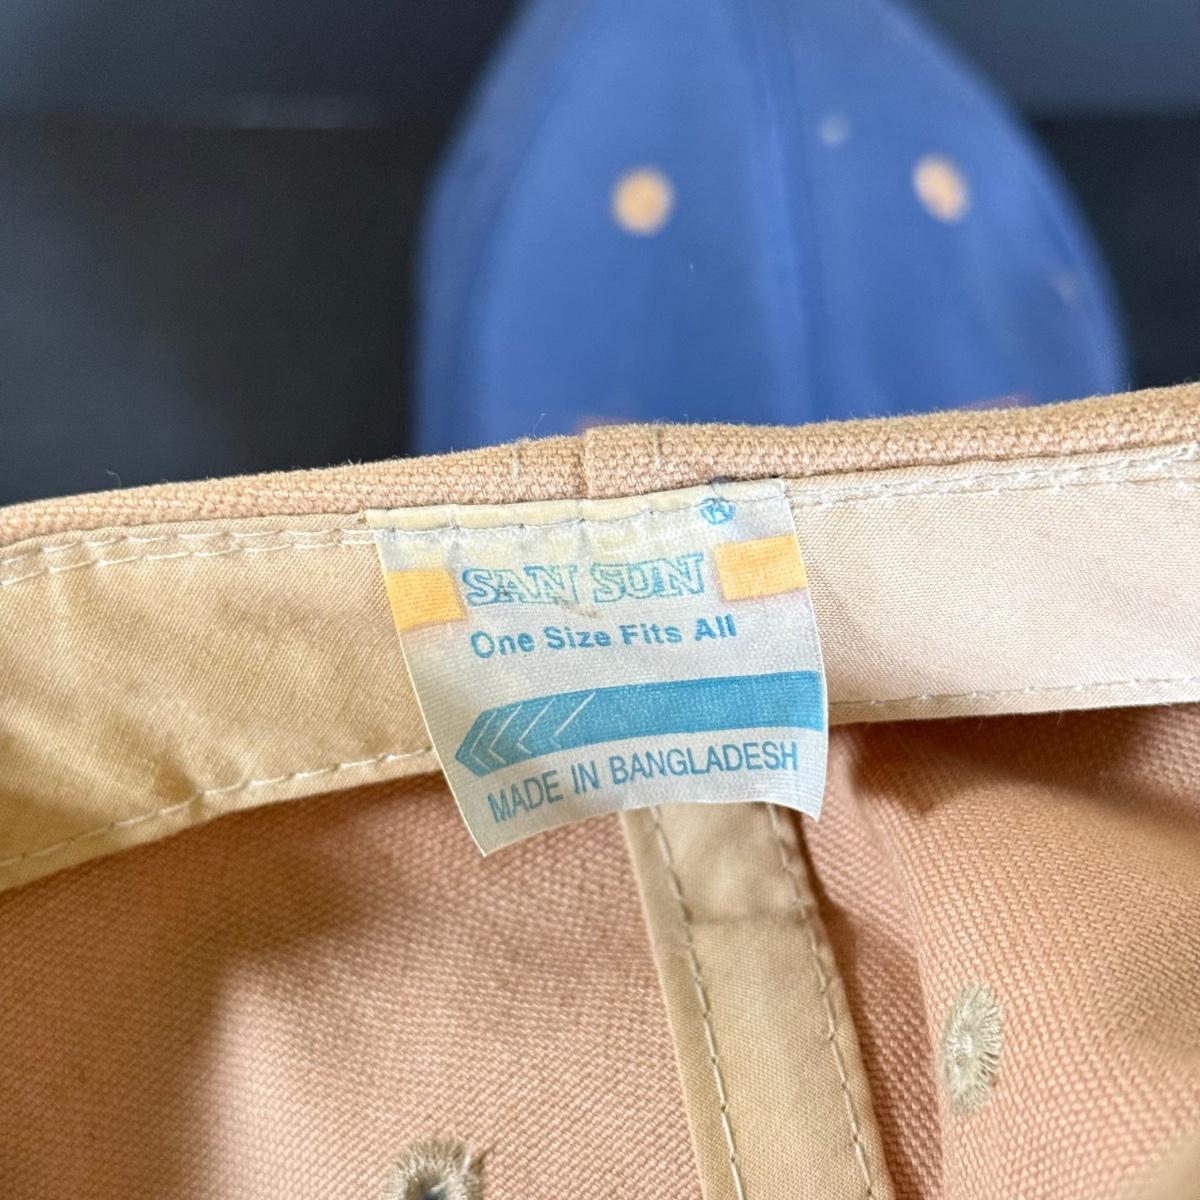 ®
SAN SUN
One Size Fits All
MADE IN BANGLADESH